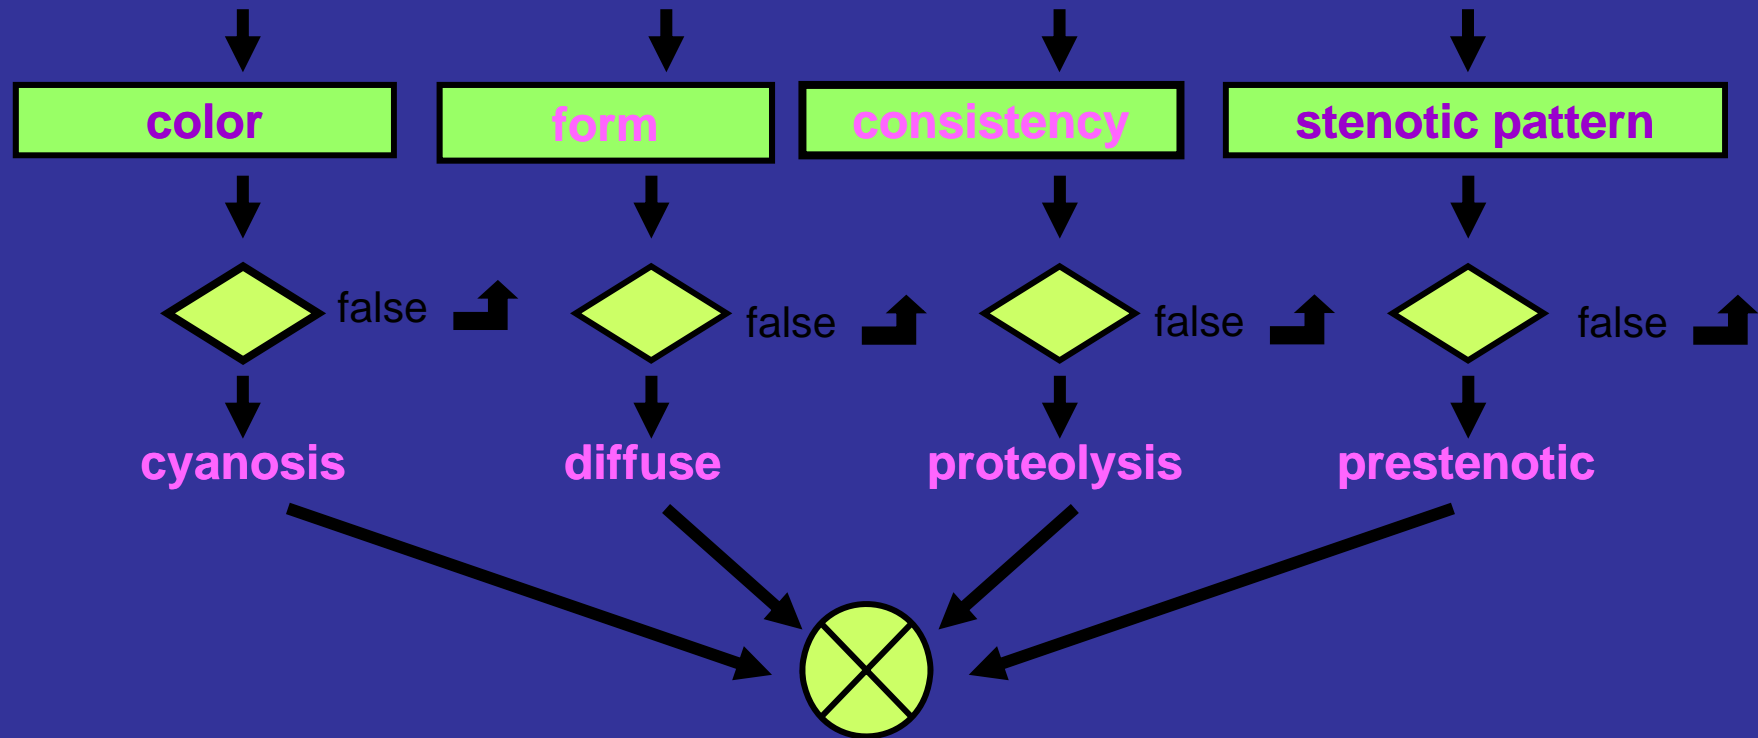 color form consistency stenotic pattern
false false false false
cyanosis diffuse proteolysis prestenotic